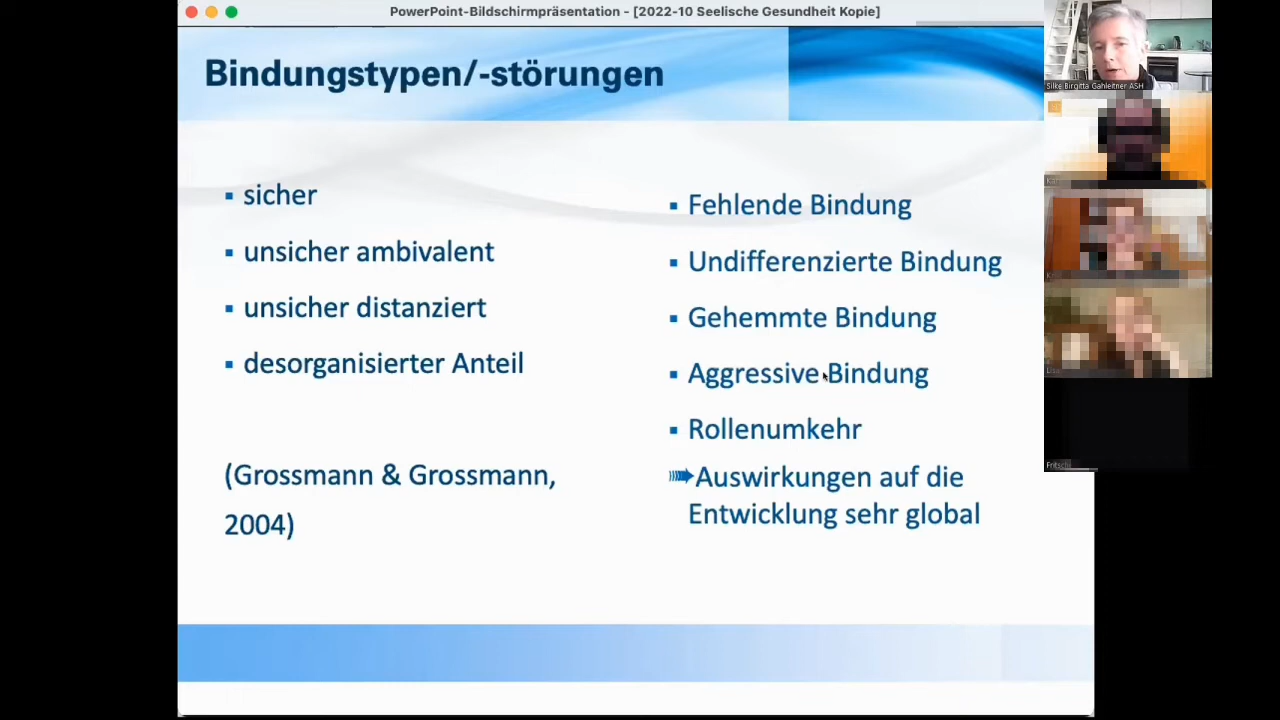 PowerPoint-Bildschirmpräsentation - [2022-10 Seelische Gesundheit Kopie]
Bindungstypen/-störungen
▪ sicher
▪ unsicher ambivalent
▪ unsicher distanziert
▪ desorganisierter Anteil
(Grossmann & Grossmann,
2004)
▪ Fehlende Bindung
▪ Undifferenzierte Bindung
▪ Gehemmte Bindung
▪ Aggressive Bindung
▪ Rollenumkehr
➠Auswirkungen auf die
Entwicklung sehr global
Silke Birgitta Gahleitner ASH